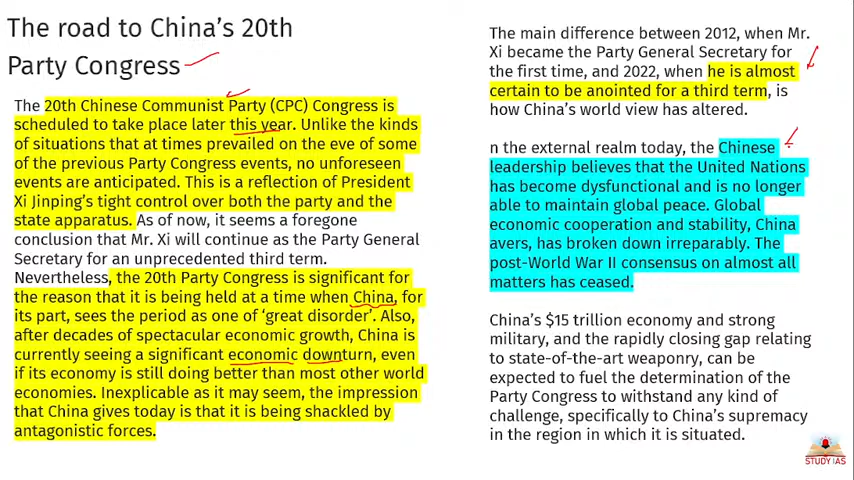 The road to China's 20th
Party Congress
The 20th Chinese Communist Party (CPC) Congress is
scheduled to take place later this year. Unlike the kinds
of situations that at times prevailed on the eve of some
of the previous Party Congress events, no unforeseen
events are anticipated. This is a reflection of President
Xi Jinping's tight control over both the party and the
state apparatus. As of now, it seems a foregone
conclusion that Mr. Xi will continue as the Party General
Secretary for an unprecedented third term.
Nevertheless, the 20th Party Congress is significant for
the reason that it is being held at a time when China, for
its part, sees the period as one of 'great disorder'. Also,
after decades of spectacular economic growth, China is
currently seeing a significant economic downturn, even
if its economy is still doing better than most other world
economies. Inexplicable as it may seem, the impression
that China gives today is that it is being shackled by
antagonistic forces.
The main difference between 2012, when Mr.
Xi became the Party General Secretary for
the first time, and 2022, when he is almost
certain to be anointed for a third term, is
how China's world view has altered.
n the external realm today, the Chinese
leadership believes that the United Nations
has become dysfunctional and is no longer
able to maintain global peace. Global
economic cooperation and stability, China
avers, has broken down irreparably. The
post-World War II consensus on almost all
matters has ceased.
China's $15 trillion economy and strong
military, and the rapidly closing gap relating
to state-of-the-art weaponry, can be
expected to fuel the determination of the
Party Congress to withstand any kind of
challenge, specifically to China's supremacy
in the region in which it is situated.
STUDY IAS